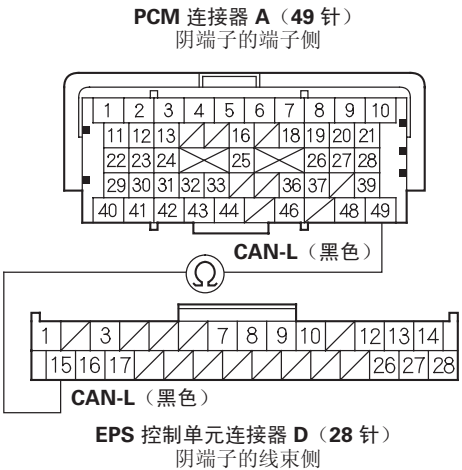 PCM 连接器 A（49 针）
阴端子的端子侧
1 2 3 4 5 6 7 8 9 10
11 12 13 16 18 19 20 21
22 23 24 25 26 27 28
29 30 31 32 33 36 37 39
40 41 42 43 44 46 48 49
CAN-L（黑色）
Ω
1 3 7 8 9 10 12 13 14
15 16 17 26 27 28
CAN-L（黑色）
EPS 控制单元连接器 D（28 针）
阴端子的线束侧